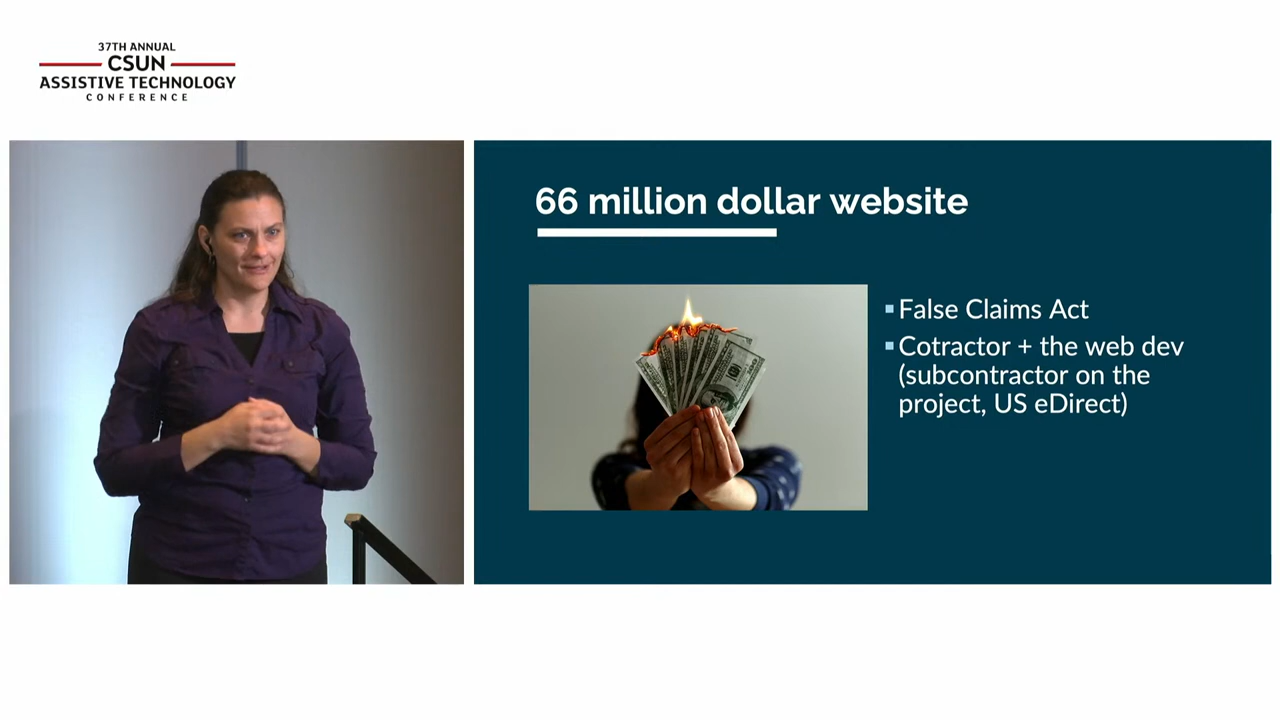 37TH ANNUAL
CSUN
ASSISTIVE TECHNOLOGY
CONFERENCE
66 million dollar website
False Claims Act
Cotractor + the web dev
(subcontractor on the
project, US eDirect)